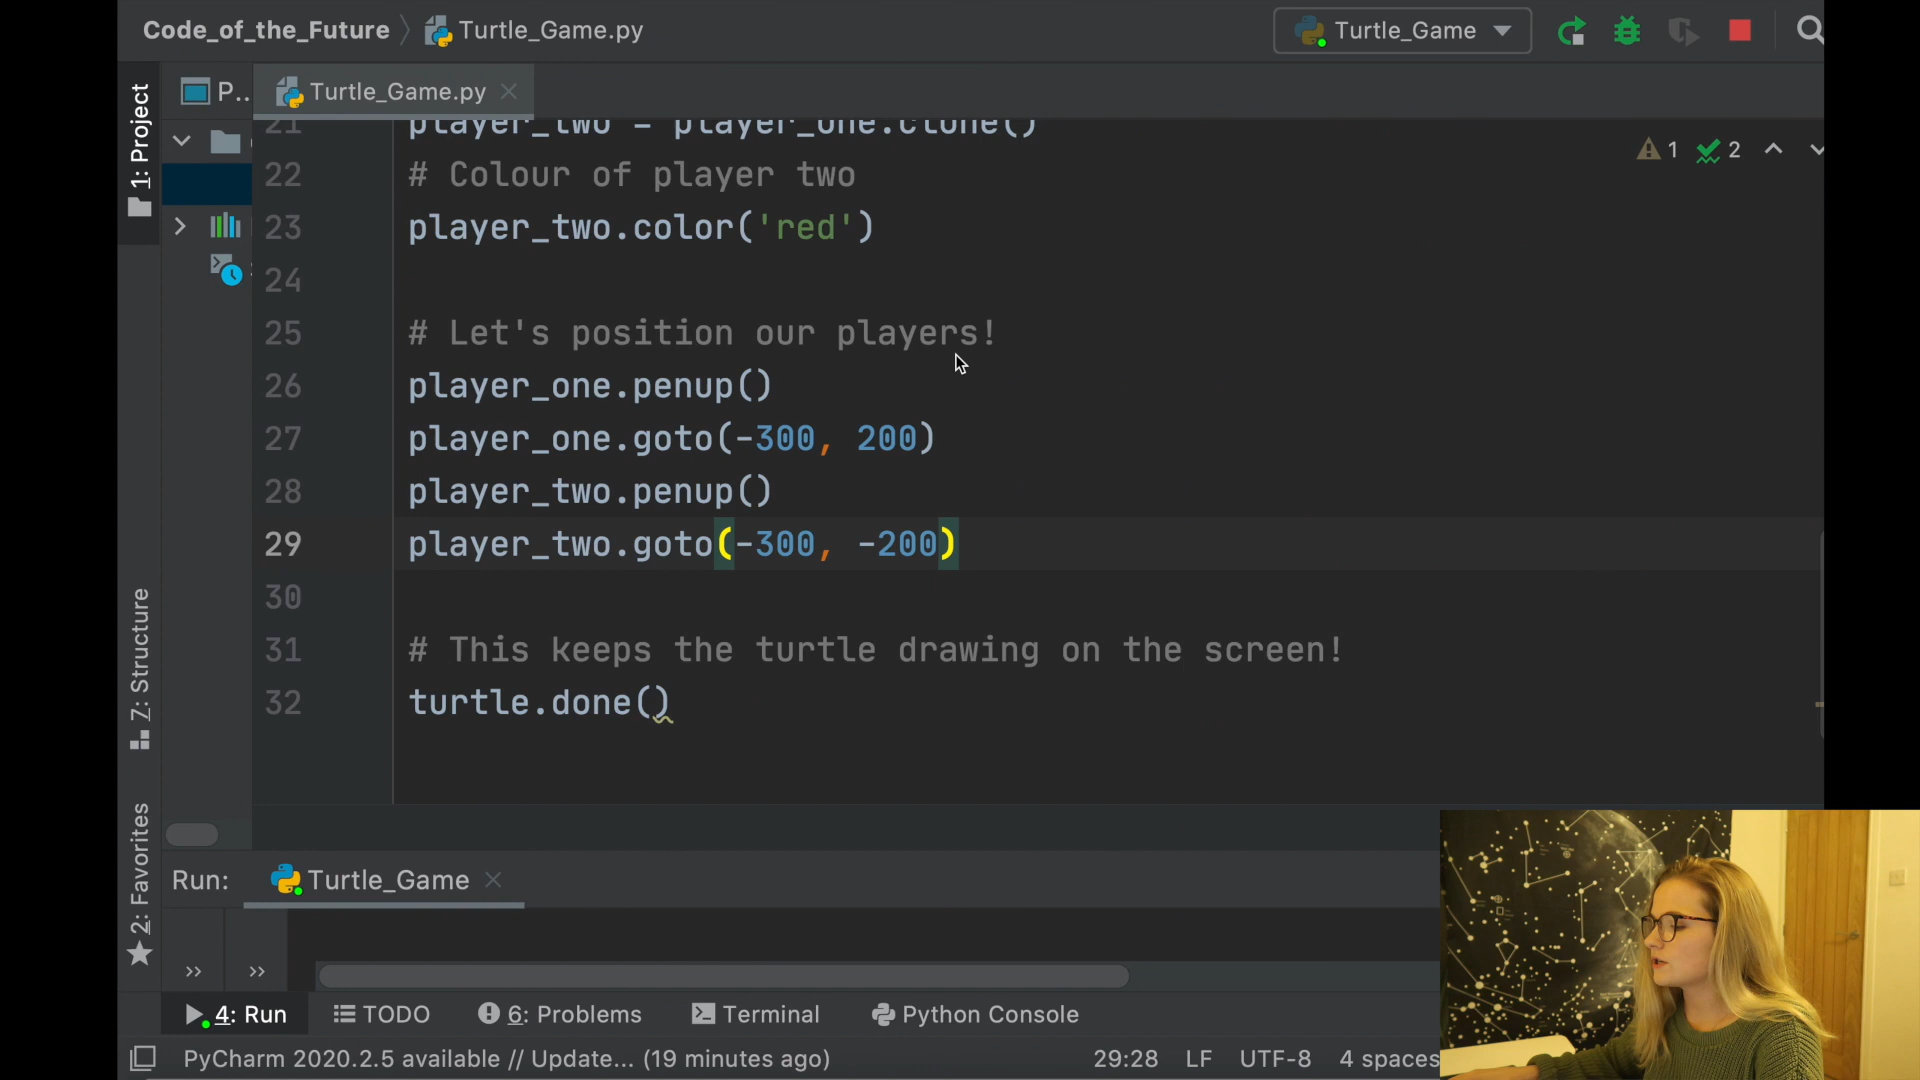 Code_of_the_Future
Turtle_Game.py
Turtle_Game
1: Project
P..
Turtle_Game.py
1
2
21 player_two = player_one.clone()
22 # Colour of player two
23 player_two.color('red')
24
25 # Let's position our players!
26 player_one.penup()
27 player_one.goto(-300, 200)
28 player_two.penup()
29 player_two.goto(-300, -200)
30
31 # This keeps the turtle drawing on the screen!
32 turtle.done()
Z: Structure
2: Favorites
Run:
Turtle_Game
4: Run
TODO
6: Problems
Terminal
Python Console
PyCharm 2020.2.5 available // Update... (19 minutes ago)
29:28
LF
UTF-8
4 spaces